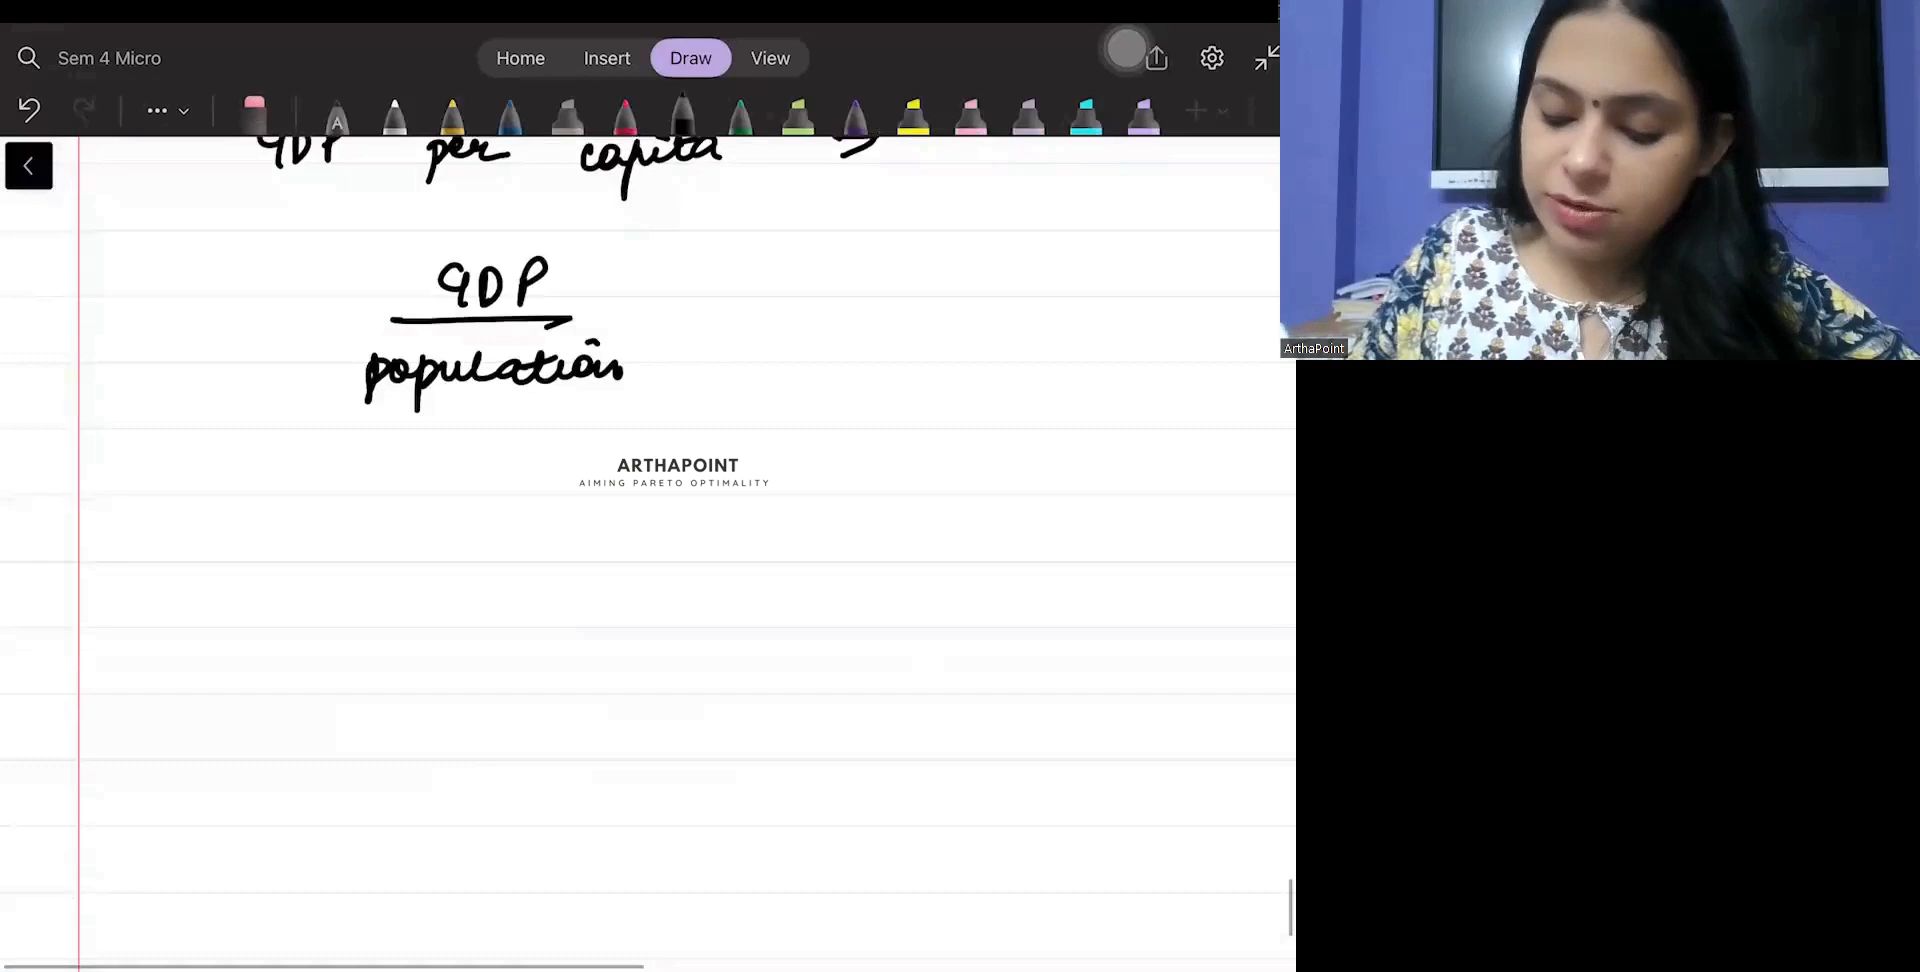 Sem 4 Micro
Home Insert Draw View
A
GDP per capita =>
GDP
population
ArthaPoint
ARTHAPOINT
AIMING PARETO OPTIMALITY